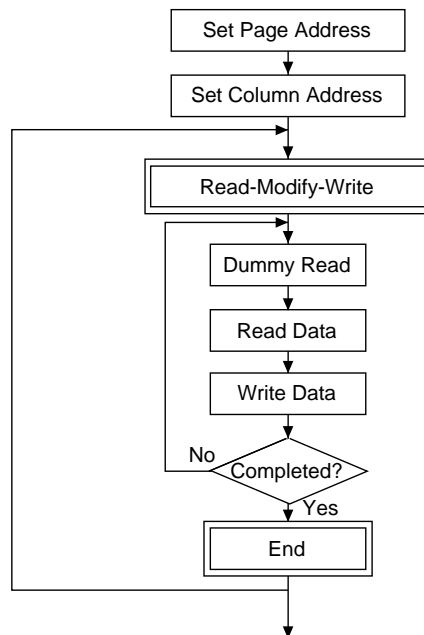 Set Page Address
Set Column Address
Read-Modify-Write
Dummy Read
Read Data
Write Data
No
Completed?
Yes
End